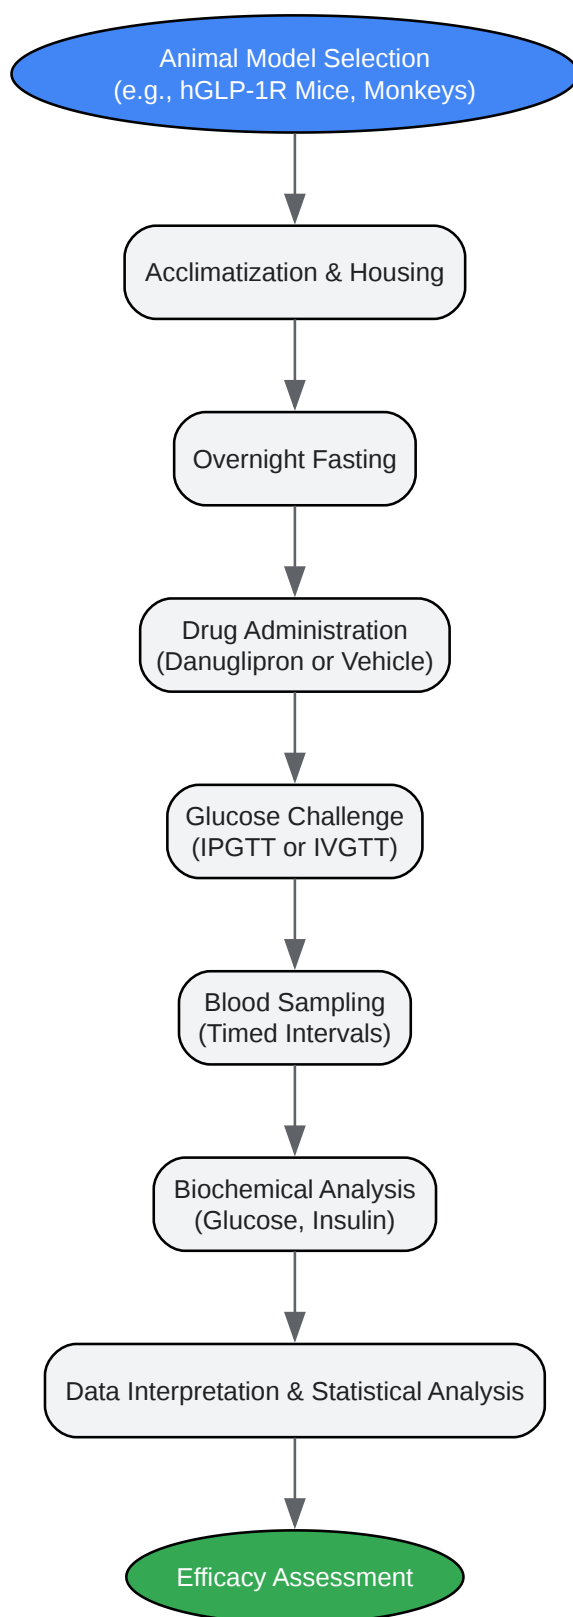 Animal Model Selection
(e.g., hGLP-1R Mice, Monkeys)
Acclimatization & Housing
Overnight Fasting
Drug Administration
(Danuglipron or Vehicle)
Glucose Challenge
(IPGTT or IVGTT)
Blood Sampling
(Timed Intervals)
Biochemical Analysis
(Glucose, Insulin)
Data Interpretation & Statistical Analysis
Efficacy Assessment